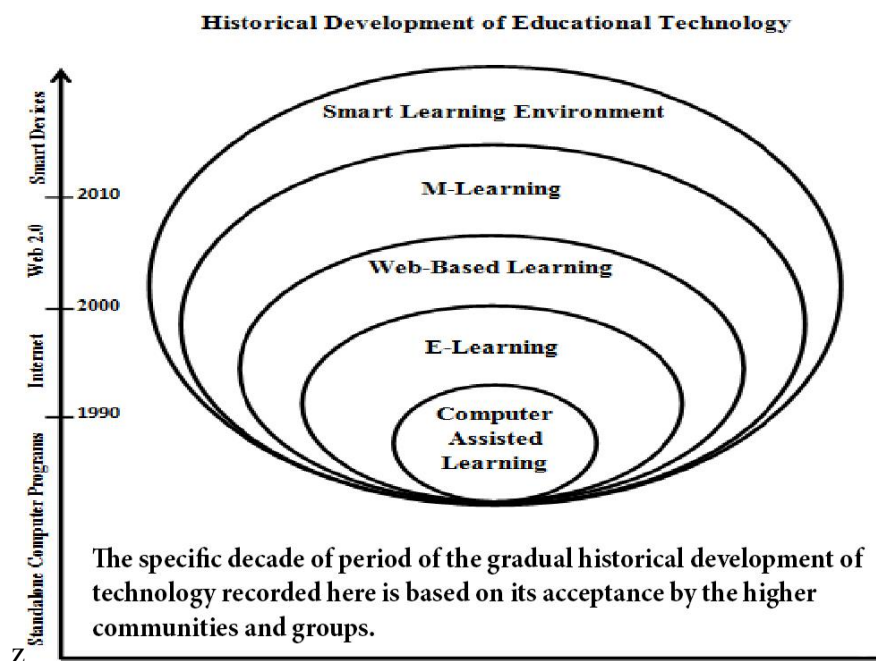 Historical Development of Educational Technology
Smart Devices
2010
Web 2.0
2000
Internet
1990
Standalone Computer Programs
Smart Learning Environment
M-Learning
Web-Based Learning
E-Learning
Computer
Assisted
Learning
The specific decade of period of the gradual historical development of
technology recorded here is based on its acceptance by the higher
communities and groups.
Z